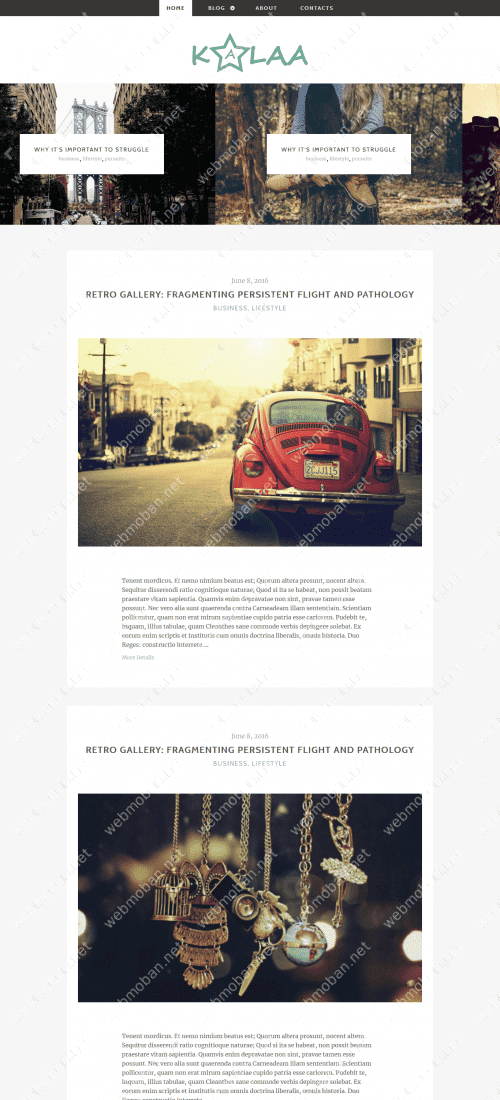 HOME BLOG ABOUT CONTACTS
KALAA
WHY IT'S IMPORTANT TO STRUGGLE
business, lifestyle, pursuits
WHY IT'S IMPORTANT TO STRUGGLE
business, lifestyle, pursuits
June 8, 2016
RETRO GALLERY: FRAGMENTING PERSISTENT FLIGHT AND PATHOLOGY
BUSINESS, LIFESTYLE
Tenent mordicus. Et nemo nimium beatus est; Quorum altera prosunt, nocent altera.
Sequitur disserendi ratio cognitioque naturae; Quod si ita se habeat, non possit beatam
praestare vitam sapientia. Quamvis enim depravatae non sint, pravae tamen esse
possunt. Nec vero alia sunt quaerenda contra Carneadeam illam sententiam. Scientiam
pollicentur, quam non erat mirum sapientiae cupido patria esse cariorem. Pudebit te,
inquam, illius tabulae, quam Cleanthes sane commode verbis depingere solebat. Ex
eorum enim scriptis et institutis cum omnis doctrina liberalis, omnis historia. Duo
Reges: constructio interrete ...
More Details
June 8, 2016
RETRO GALLERY: FRAGMENTING PERSISTENT FLIGHT AND PATHOLOGY
BUSINESS, LIFESTYLE
Tenent mordicus. Et nemo nimium beatus est; Quorum altera prosunt, nocent altera.
Sequitur disserendi ratio cognitioque naturae; Quod si ita se habeat, non possit beatam
praestare vitam sapientia. Quamvis enim depravatae non sint, pravae tamen esse
possunt. Nec vero alia sunt quaerenda contra Carneadeam illam sententiam. Scientiam
pollicentur, quam non erat mirum sapientiae cupido patria esse cariorem. Pudebit te,
inquam, illius tabulae, quam Cleanthes sane commode verbis depingere solebat. Ex
eorum enim scriptis et institutis cum omnis doctrina liberalis, omnis historia. Duo
webmoban.net